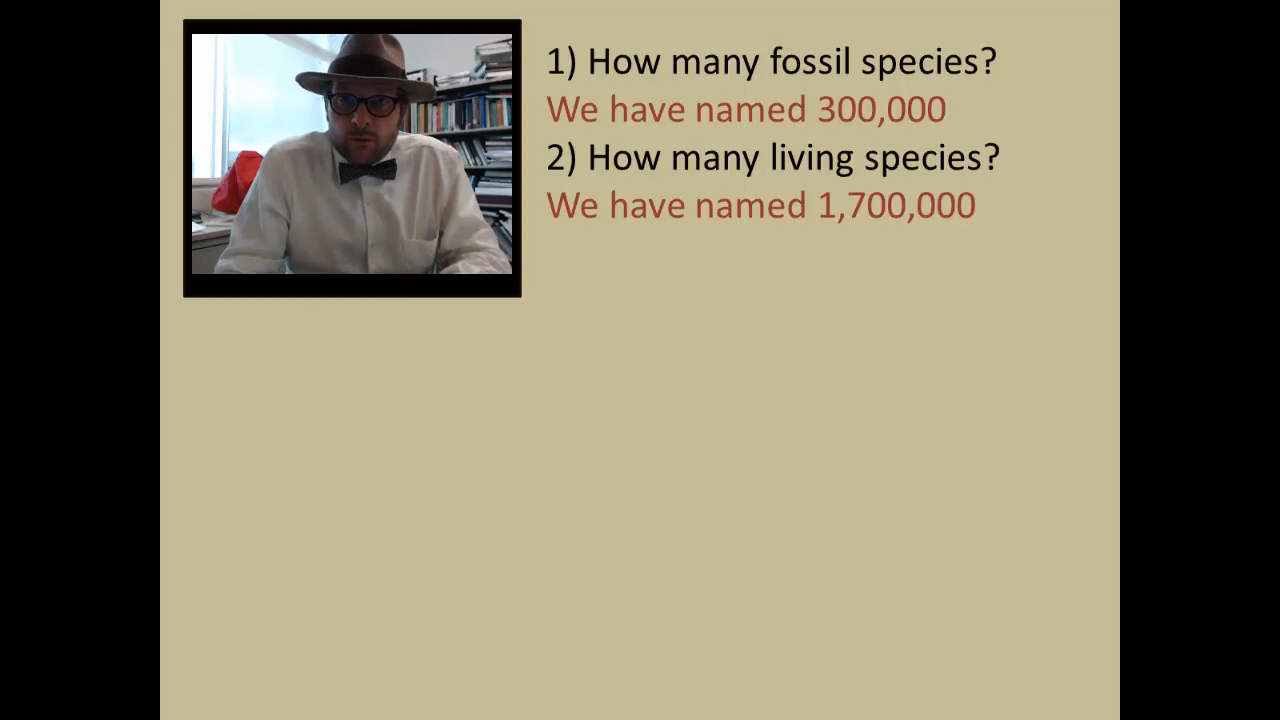 1) How many fossil species?
We have named 300,000
2) How many living species?
We have named 1,700,000